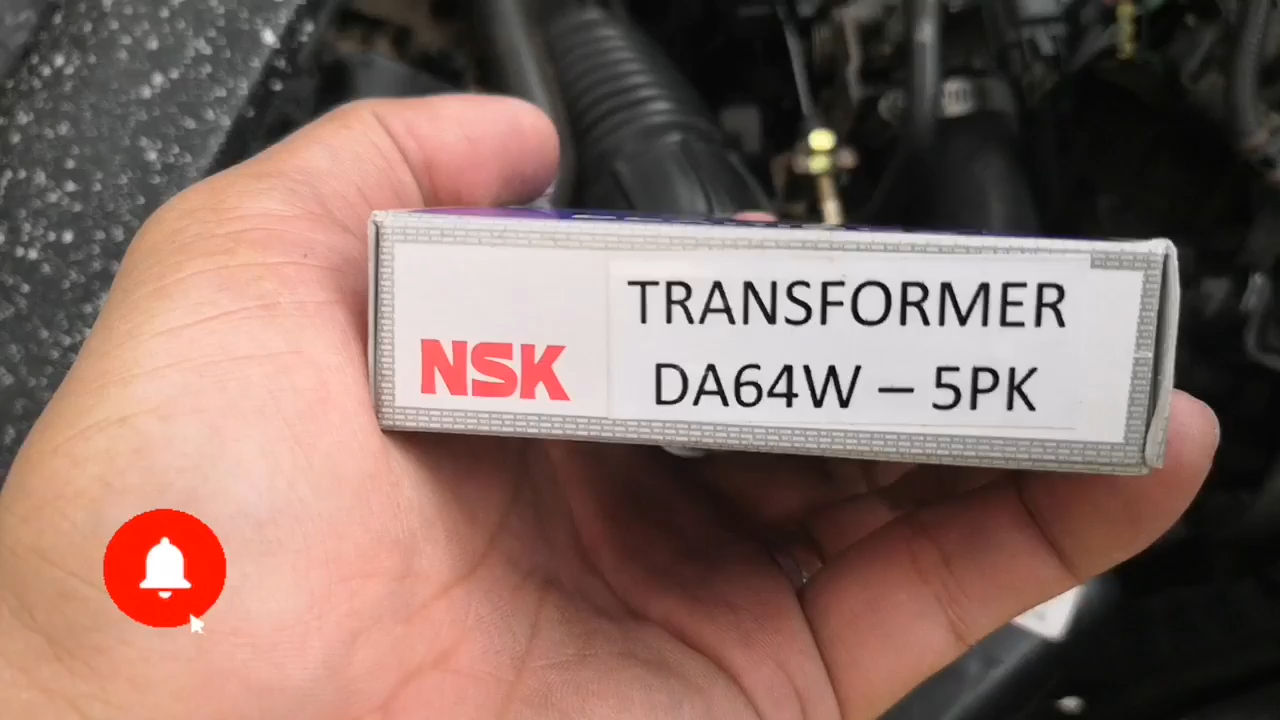 NSK
TRANSFORMER
DA64W – 5PK